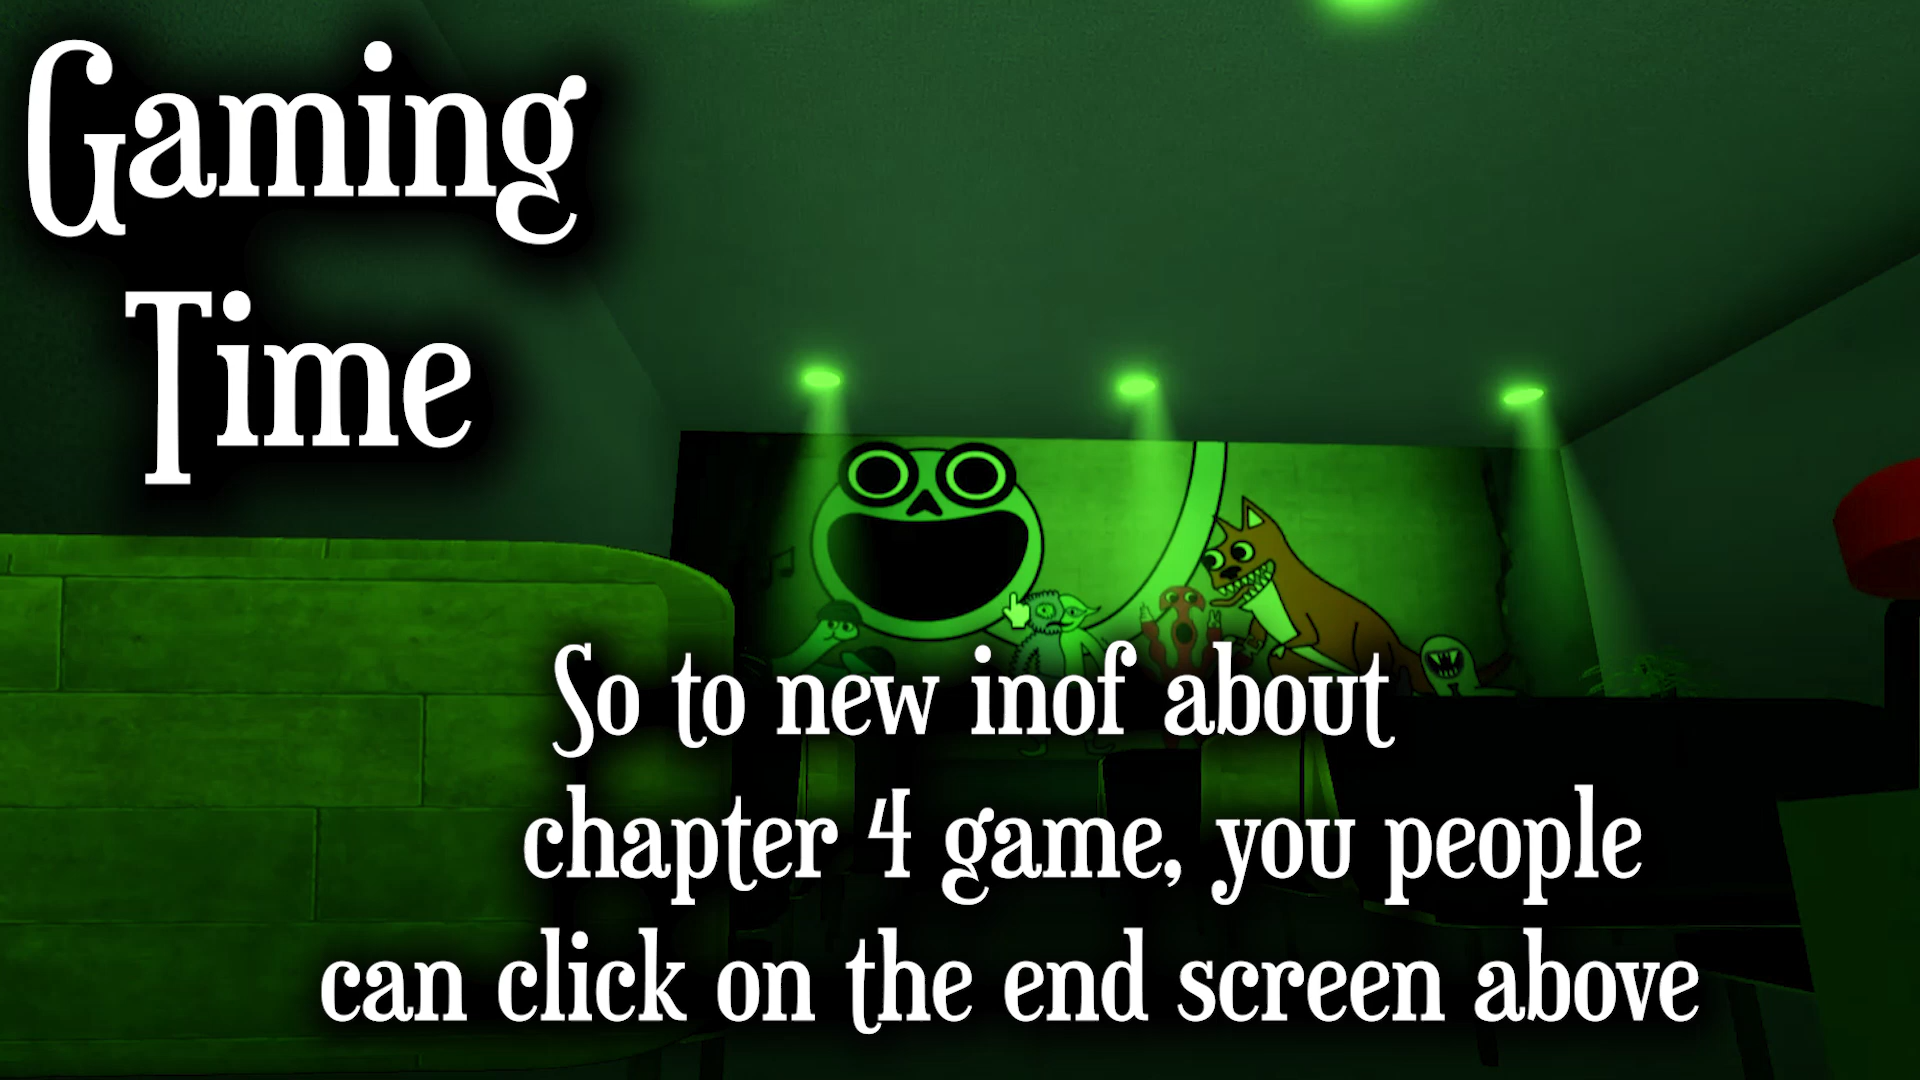 Gaming
Time
So to new inof about
chapter 4 game, you people
can click on the end screen above